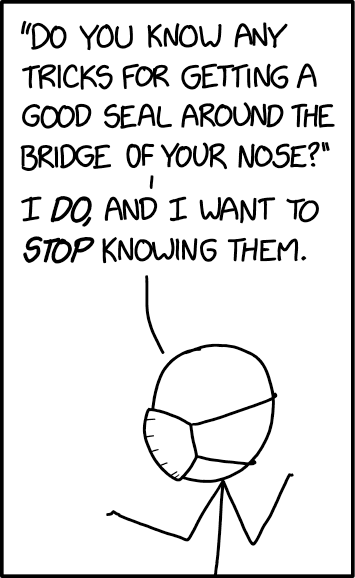 "DO YOU KNOW ANY
TRICKS FOR GETTING A
GOOD SEAL AROUND THE
BRIDGE OF YOUR NOSE?"
I DO, AND I WANT TO
STOP KNOWING THEM.